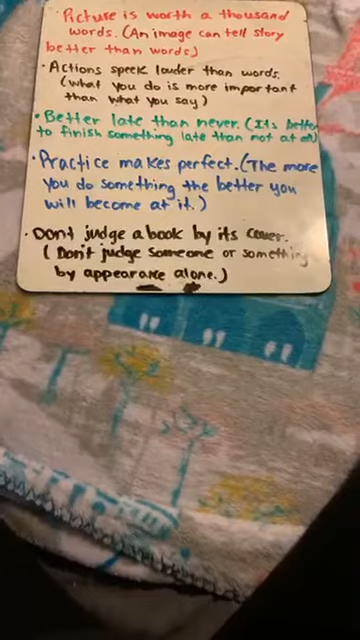 · Picture is worth a thousand
words. (An image can tell story
better than words)
· Actions speek louder than words.
(What you do is more important
than what you say)
· Better late than never. (Its better
to finish something late than not at all)
· Practice makes perfect. (The more
you do something the better you
will become at it.)
· Dont judge a book by its cover.
( Don't judge someone or something
by appearance alone.)